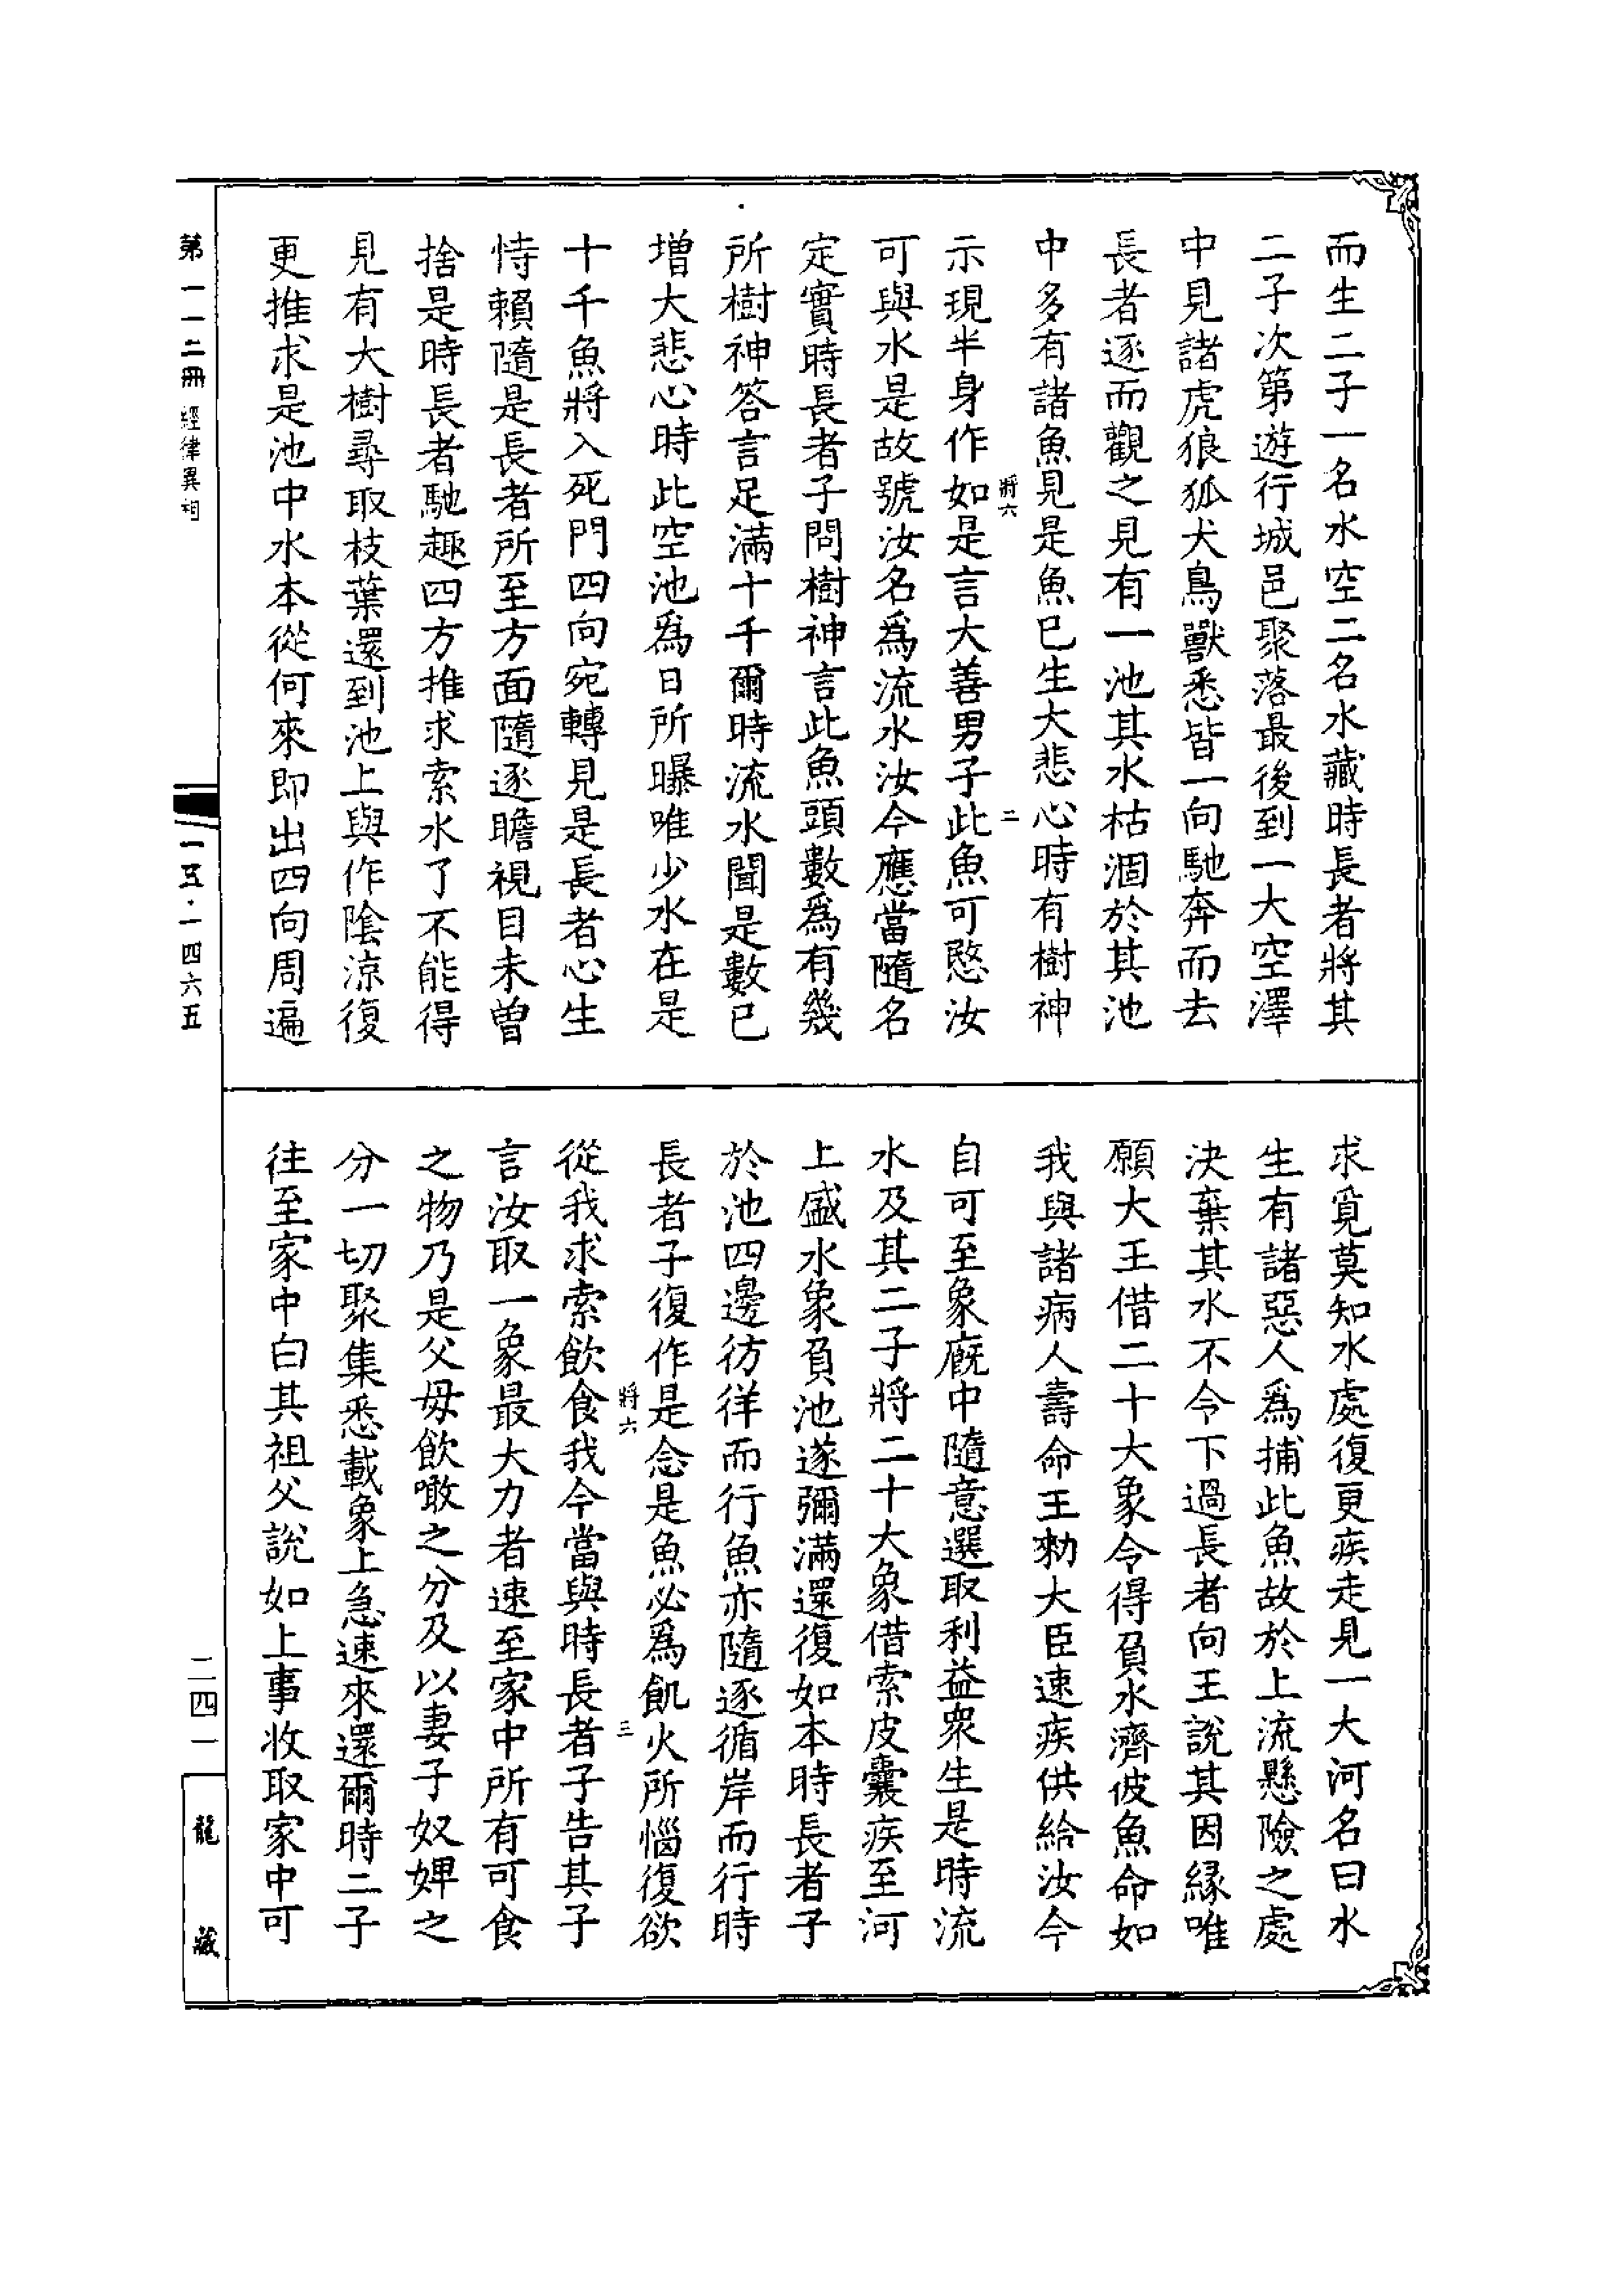 而生二子一名水空二名水藏時長者將其
二子次第遊行城邑聚落最後到一大空澤
中見諸虎狼狐犬鳥獸悉皆一向馳奔而去
長者逐而觀之見有一池其水枯涸於其池
中多有諸魚見是魚已生大悲心時有樹神
將六
二
示現半身作如是言大善男子此魚可愍汝
可與水是故號汝名爲流水汝今應當隨名
定實時長者子問樹神言此魚頭數爲有幾
所樹神答言足滿十千爾時流水聞是數已
增大悲心時此空池爲日所曝唯少水在是
十千魚將入死門四向宛轉見是長者心生
恃賴隨是長者所至方面隨逐瞻視目未曾
捨是時長者馳趣四方推求索水了不能得
見有大樹尋取枝葉還到池上與作陰涼復
更推求是池中水本從何來即出四向周遍
求覓莫知水處復更疾走見一大河名曰水
生有諸惡人爲捕此魚故於上流懸險之處
決棄其水不令下過長者向王說其因緣唯
願大王借二十大象令得負水濟彼魚命如
我與諸病人壽命王勅大臣速疾供給汝今
自可至象廐中隨意選取利益衆生是時流
水及其二子將二十大象借索皮囊疾至河
上盛水象負池遂彌滿還復如本時長者子
於池四邊彷徉而行魚亦隨逐循岸而行時
長者子復作是念是魚必爲飢火所惱復欲
將六
三
從我求索飲食我今當與時長者子告其子
言汝取一象最大力者速至家中所有可食
之物乃是父母飲噉之分及以妻子奴婢之
分一切聚集悉載象上急速來還爾時二子
往至家中白其祖父說如上事收取家中可
第一一二冊 經律異相
一五·一四六五
二四一
龍藏